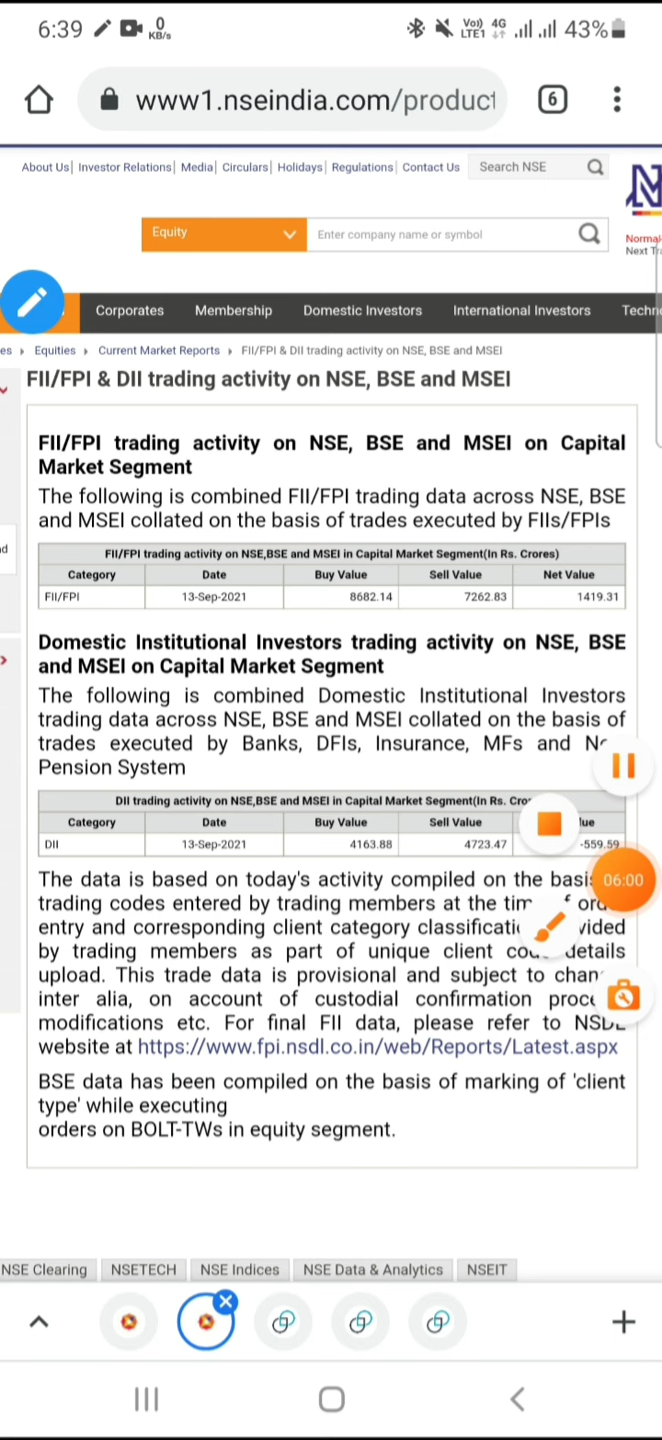 6:39 0 KB/s Vo)) LTE1 4G 43%
www1.nseindia.com/product 6
About Us| Investor Relations| Media| Circulars| Holidays| Regulations| Contact Us Search NSE
Equity Enter company name or symbol
Normal
Next
Corporates Membership Domestic Investors International Investors
Equities Current Market Reports FII/FPI & DII trading activity on NSE, BSE and MSEI
FII/FPI & DII trading activity on NSE, BSE and MSEI
FII/FPI trading activity on NSE, BSE and MSEI on Capital
Market Segment
The following is combined FII/FPI trading data across NSE, BSE
and MSEI collated on the basis of trades executed by FIIs/FPIs
FII/FPI trading activity on NSE,BSE and MSEI in Capital Market Segment(In Rs. Crores)
Category Date Buy Value Sell Value Net Value
FII/FPI 13-Sep-2021 8682.14 7262.83 1419.31
Domestic Institutional Investors trading activity on NSE, BSE
and MSEI on Capital Market Segment
The following is combined Domestic Institutional Investors
trading data across NSE, BSE and MSEI collated on the basis of
trades executed by Banks, DFIs, Insurance, MFs and
Pension System
DII trading activity on NSE,BSE and MSEI in Capital Market Segment(In Rs.
Category Date Buy Value Sell Value
DII 13-Sep-2021 4163.88 4723.47 -559.59
The data is based on today's activity compiled on the
06:00
trading codes entered by trading members at the
entry and corresponding client category
by trading members as part of unique client details
upload. This trade data is provisional and subject to
inter alia, on account of custodial confirmation
modifications etc. For final FII data, please refer to NSDL
website at https://www.fpi.nsdl.co.in/web/Reports/Latest.aspx
BSE data has been compiled on the basis of marking of 'client
type' while executing
orders on BOLT-TWs in equity segment.
NSE Clearing NSETECH NSE Indices NSE Data & Analytics NSEIT